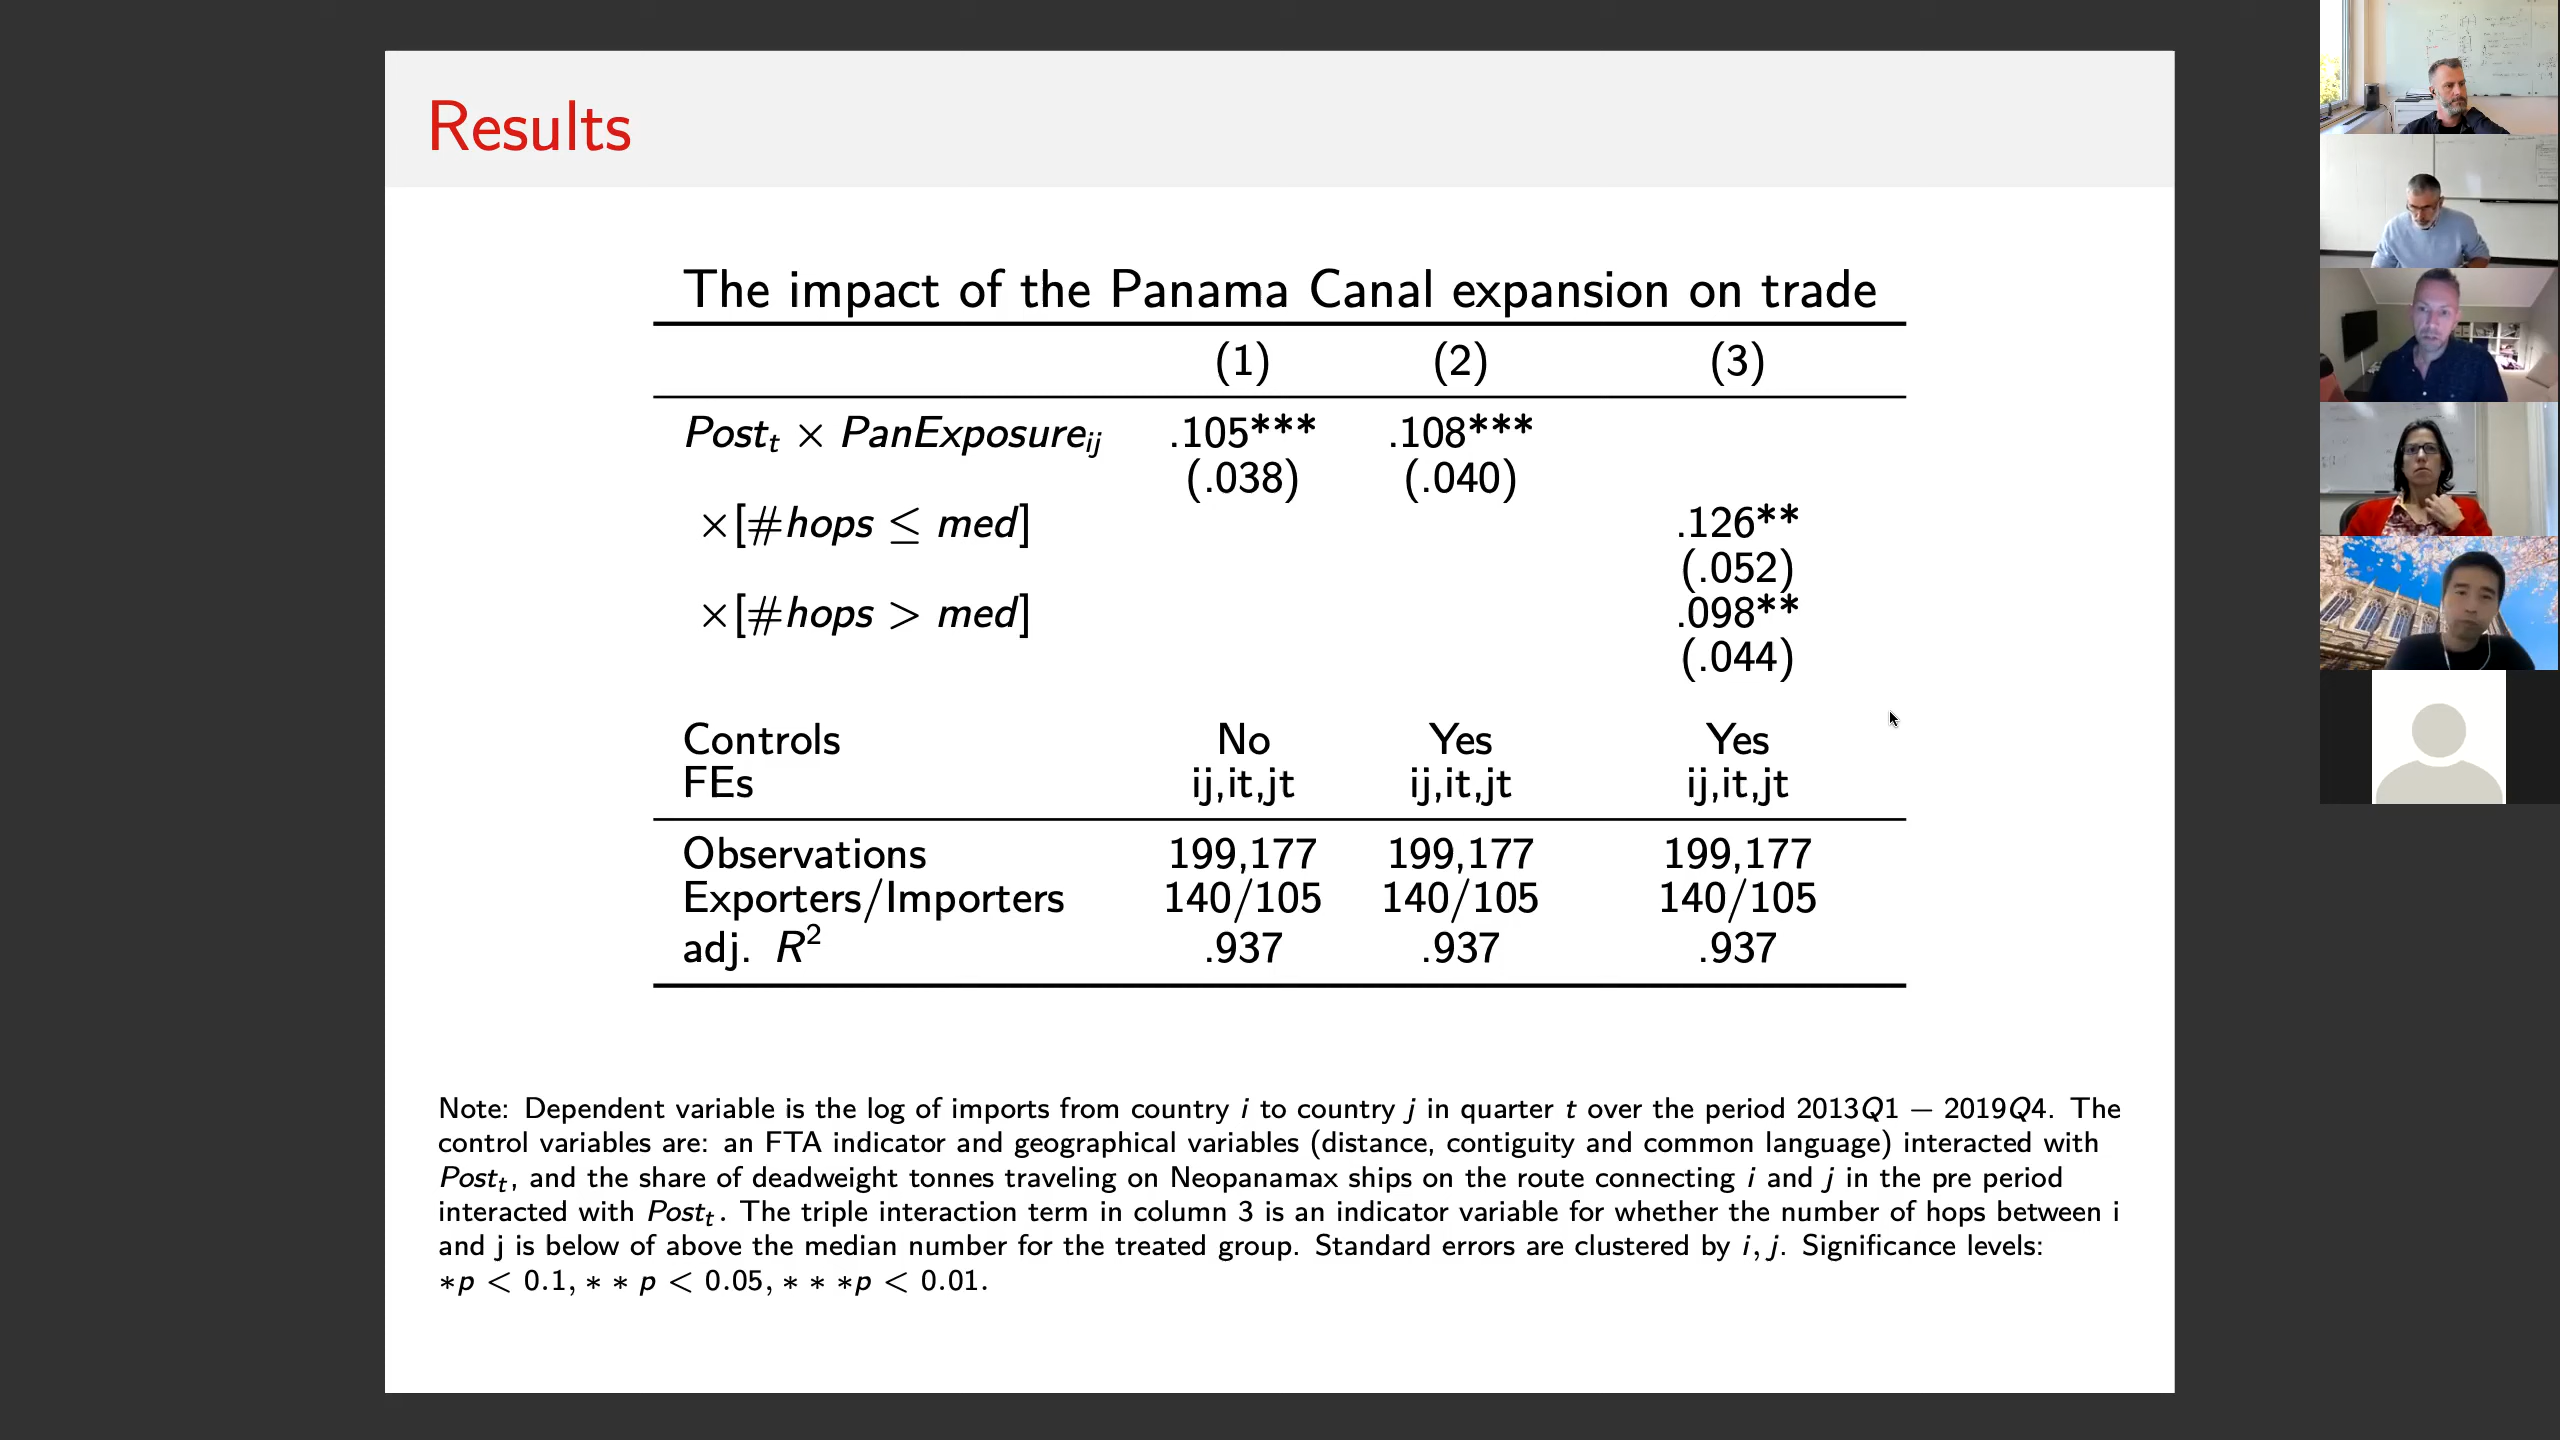 Results
The impact of the Panama Canal expansion on trade
(1) (2) (3)
Postₜ × PanExposureᵢⱼ .105*** .108***
(.038) (.040)
×[#hops ≤ med] .126**
(.052)
×[#hops > med] .098**
(.044)
Controls No Yes Yes
FEs ij,it,jt ij,it,jt ij,it,jt
Observations 199,177 199,177 199,177
Exporters/Importers 140/105 140/105 140/105
adj. R² .937 .937 .937
Note: Dependent variable is the log of imports from country i to country j in quarter t over the period 2013Q1 − 2019Q4. The
control variables are: an FTA indicator and geographical variables (distance, contiguity and common language) interacted with
Postₜ, and the share of deadweight tonnes traveling on Neopanamax ships on the route connecting i and j in the pre period
interacted with Postₜ. The triple interaction term in column 3 is an indicator variable for whether the number of hops between i
and j is below of above the median number for the treated group. Standard errors are clustered by i, j. Significance levels:
∗p < 0.1, ∗ ∗ p < 0.05, ∗ ∗ ∗p < 0.01.